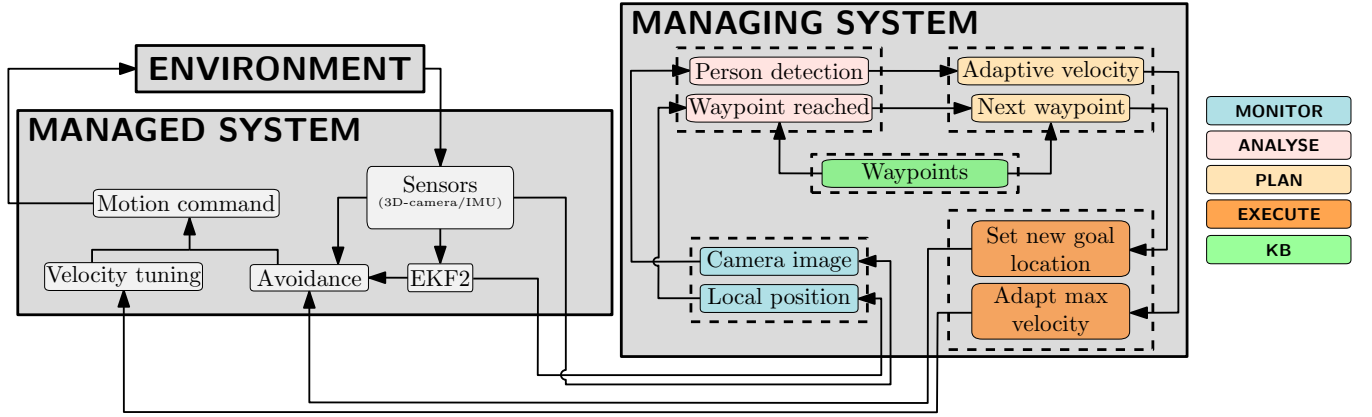 MANAGING SYSTEM
ENVIRONMENT
Person detection
Adaptive velocity
Waypoint reached
Next waypoint
MONITOR
MANAGED SYSTEM
ANALYSE
Waypoints
PLAN
Sensors
(3D-camera/IMU)
Motion command
EXECUTE
Set new goal
location
KB
Camera image
Velocity tuning
Avoidance
EKF2
Local position
Adapt max
velocity